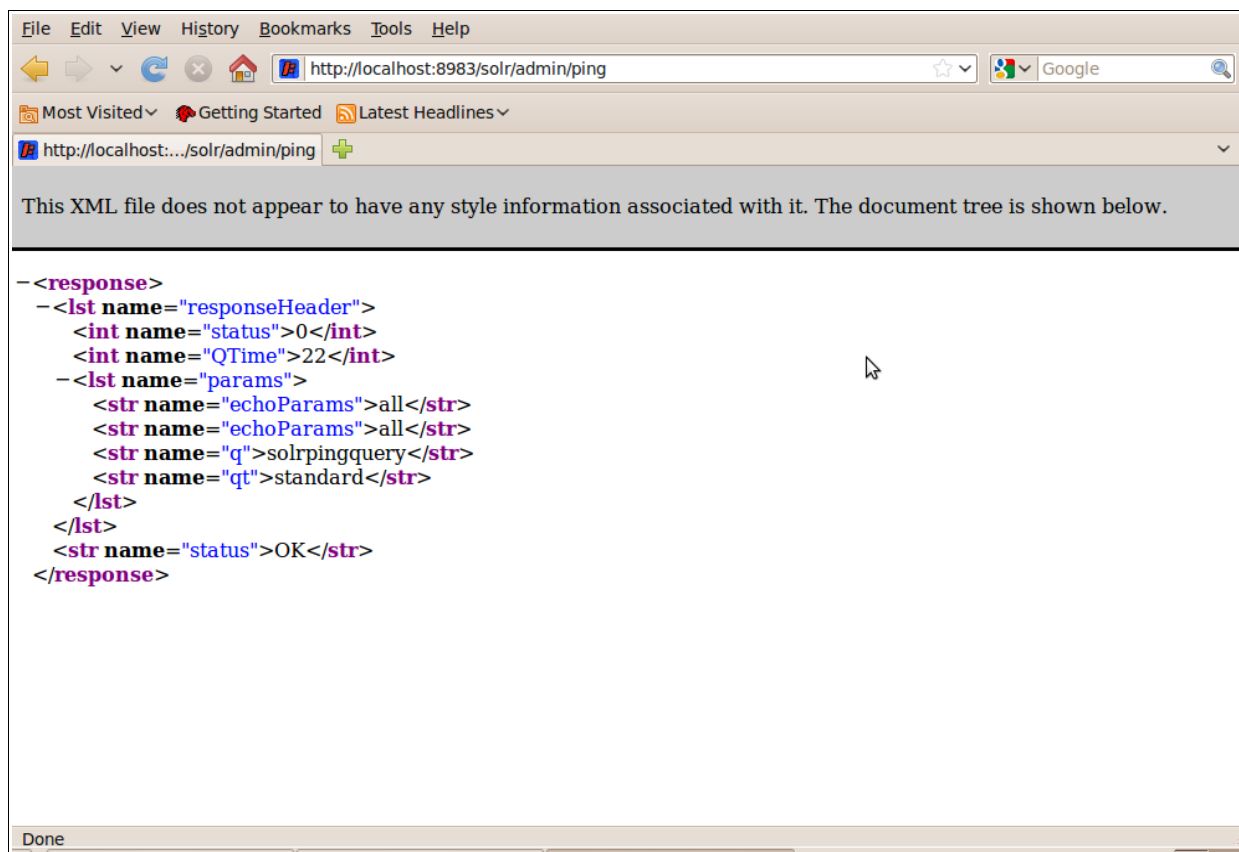 File Edit View History Bookmarks Tools Help
http://localhost:8983/solr/admin/ping Google
Most Visited Getting Started Latest Headlines
http://localhost:.../solr/admin/ping
This XML file does not appear to have any style information associated with it. The document tree is shown below.
−<response>
−<lst name="responseHeader">
<int name="status">0</int>
<int name="QTime">22</int>
−<lst name="params">
<str name="echoParams">all</str>
<str name="echoParams">all</str>
<str name="q">solrpingquery</str>
<str name="qt">standard</str>
</lst>
</lst>
<str name="status">OK</str>
</response>
Done